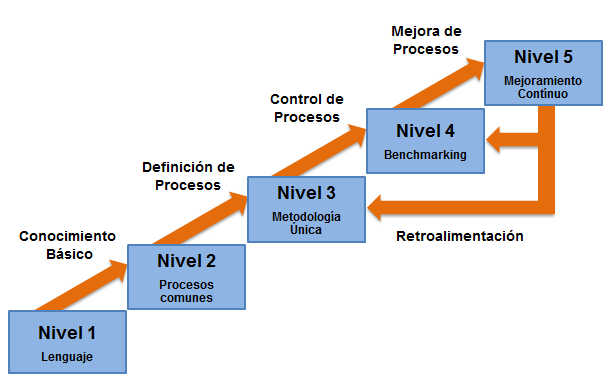 Mejora de
Procesos
Nivel 5
Mejoramiento
Contínuo
Control de
Procesos
Nivel 4
Benchmarking
Definición de
Procesos
Nivel 3
Metodología
Única
Retroalimentación
Conocimiento
Básico
Nivel 2
Procesos
comunes
Nivel 1
Lenguaje